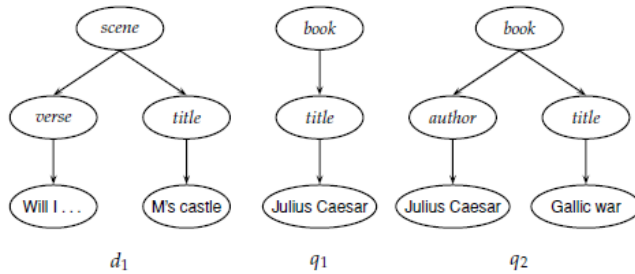 scene book book
verse title title author title
Will I . . . M's castle Julius Caesar Julius Caesar Gallic war
d1 q1 q2